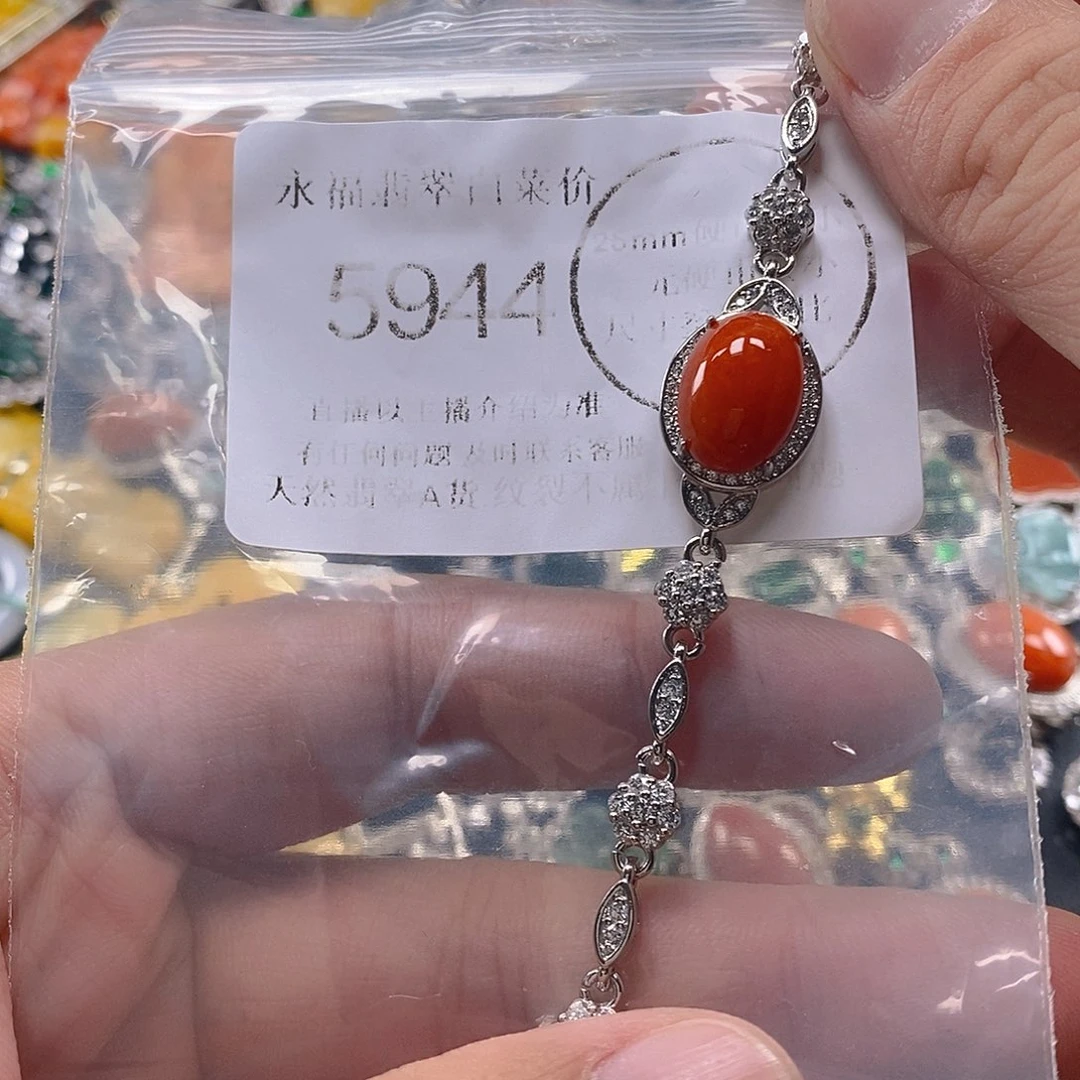 永福翡翠白菜价
5944
25mm
直播以主播介绍为准
有任何问题及时联系客服
天然翡翠A货 纹裂不属